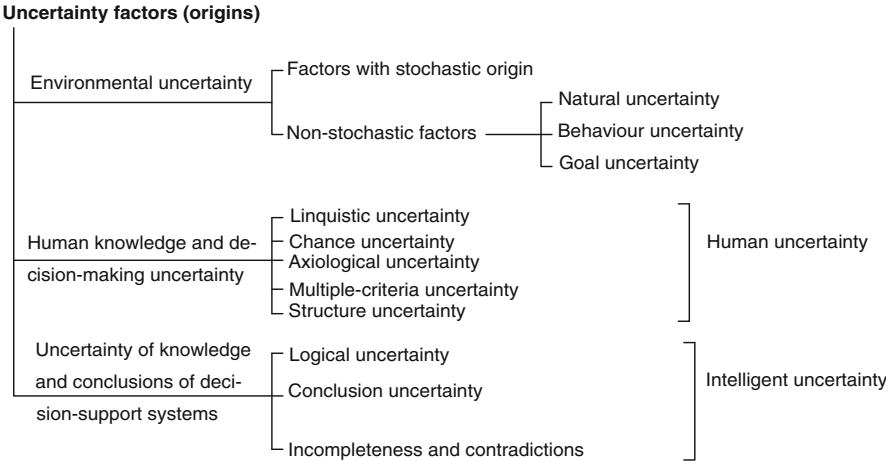 Uncertainty factors (origins)
Environmental uncertainty
Factors with stochastic origin
Non-stochastic factors
Natural uncertainty
Behaviour uncertainty
Goal uncertainty
Human knowledge and de-
cision-making uncertainty
Linquistic uncertainty
Chance uncertainty
Axiological uncertainty
Multiple-criteria uncertainty
Structure uncertainty
Human uncertainty
Uncertainty of knowledge
and conclusions of deci-
sion-support systems
Logical uncertainty
Conclusion uncertainty
Incompleteness and contradictions
Intelligent uncertainty